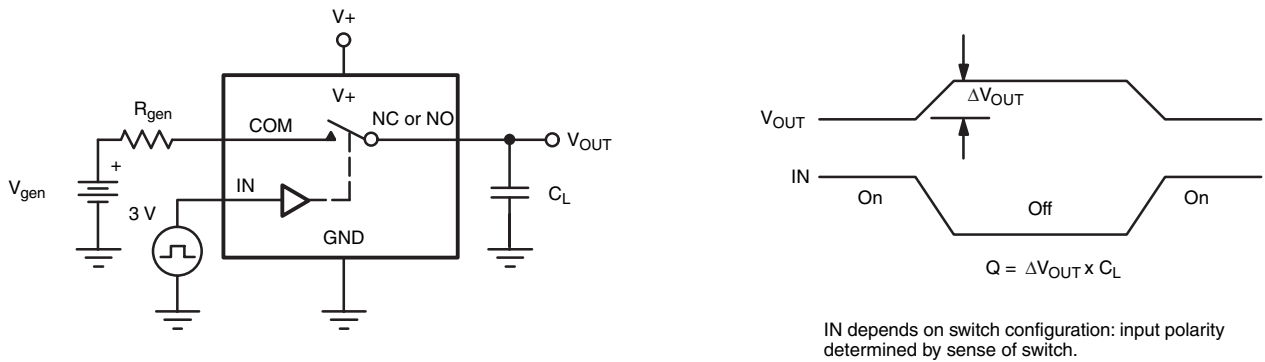 V+
V+
Rgen
COM
NC or NO
VOUT
+
Vgen
IN
3 V
CL
GND
ΔVOUT
VOUT
IN
On
Off
On
Q = ΔVOUT x CL
IN depends on switch configuration: input polarity
determined by sense of switch.